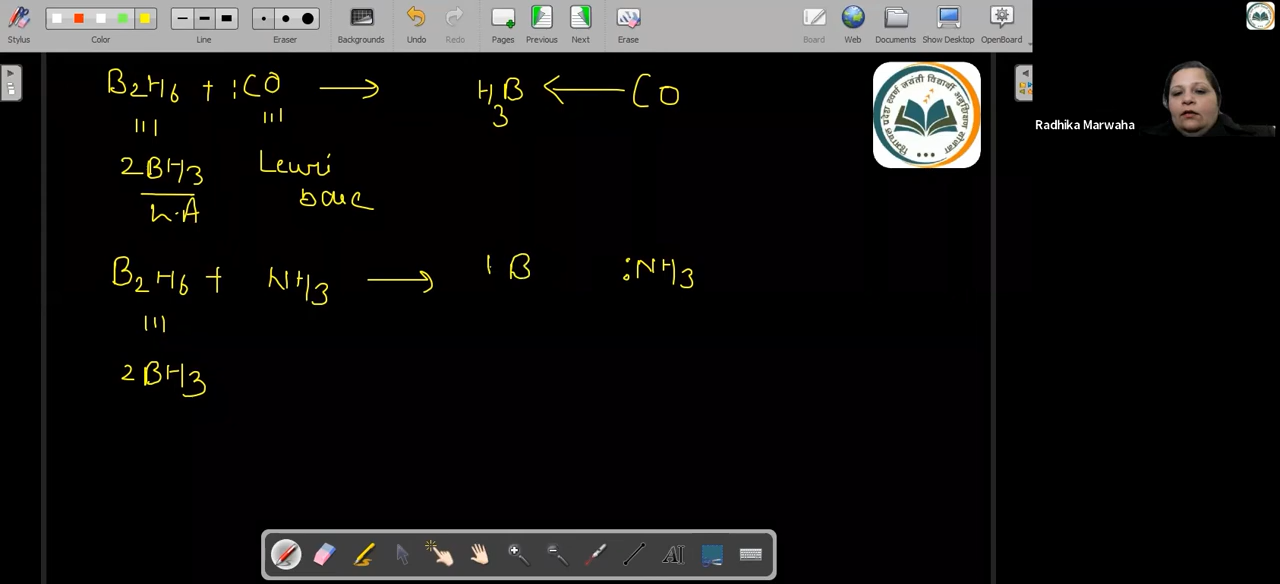 Stylus Color Line Eraser Backgrounds Undo Redo Pages Previous Next Erase Board Web Documents Show Desktop OpenBoard
B2H6 + :CO → H3B ← CO
Radhika Marwaha
2BH3 Lewis
L.A base
B2H6 + NH3 → B :NH3
2BH3
AI